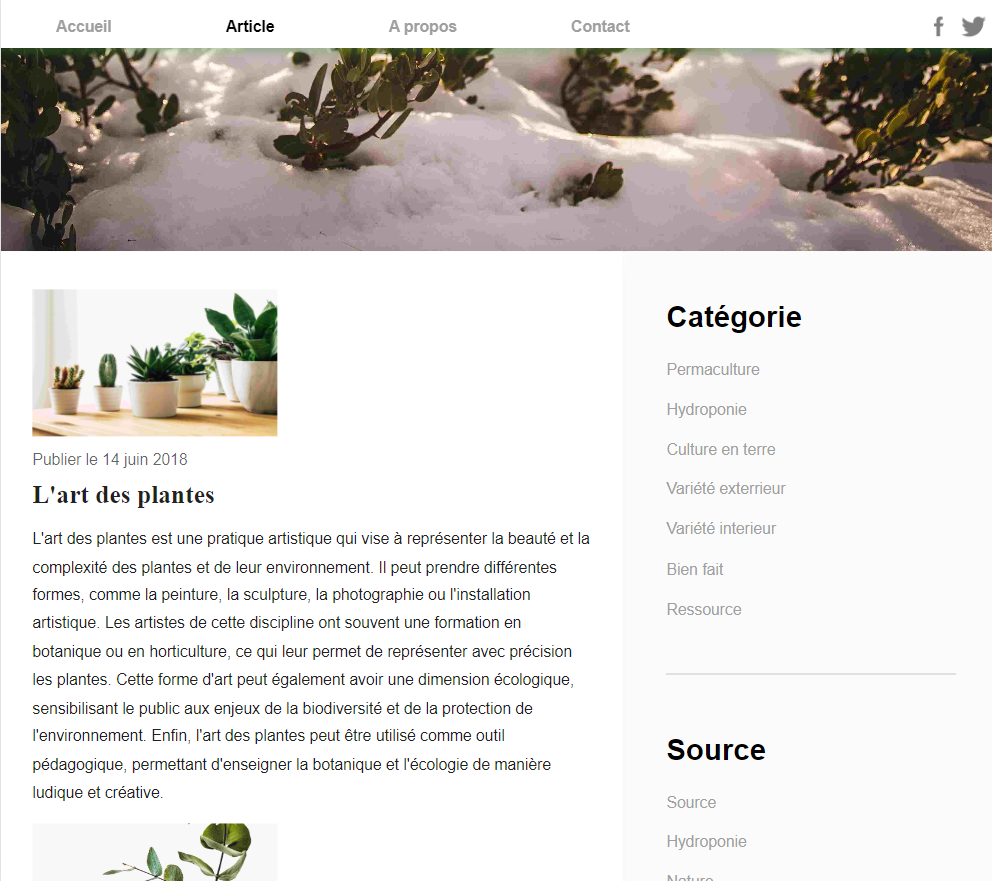 Accueil Article A propos Contact
Publier le 14 juin 2018
L'art des plantes
L'art des plantes est une pratique artistique qui vise à représenter la beauté et la
complexité des plantes et de leur environnement. Il peut prendre différentes
formes, comme la peinture, la sculpture, la photographie ou l'installation
artistique. Les artistes de cette discipline ont souvent une formation en
botanique ou en horticulture, ce qui leur permet de représenter avec précision
les plantes. Cette forme d'art peut également avoir une dimension écologique,
sensibilisant le public aux enjeux de la biodiversité et de la protection de
l'environnement. Enfin, l'art des plantes peut être utilisé comme outil
pédagogique, permettant d'enseigner la botanique et l'écologie de manière
ludique et créative.
Catégorie
Permaculture
Hydroponie
Culture en terre
Variété exterrieur
Variété interieur
Bien fait
Ressource
Source
Source
Hydroponie
Nature